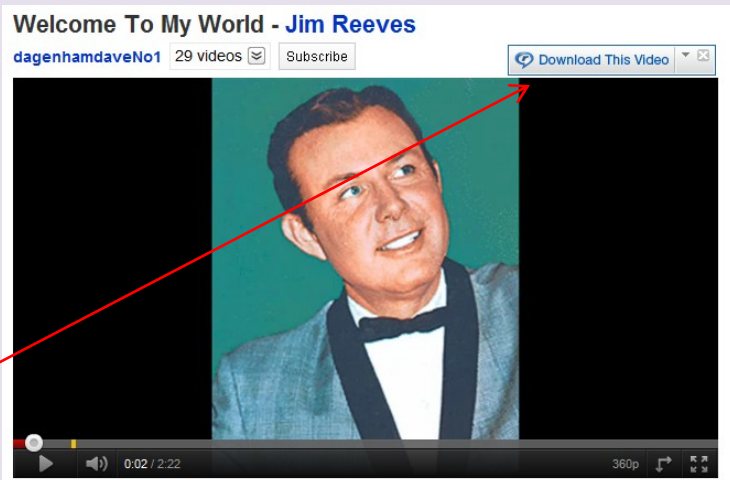 Welcome To My World - Jim Reeves
dagenhamdaveNo1 29 videos Subscribe
Download This Video
0:02 / 2:22 360p